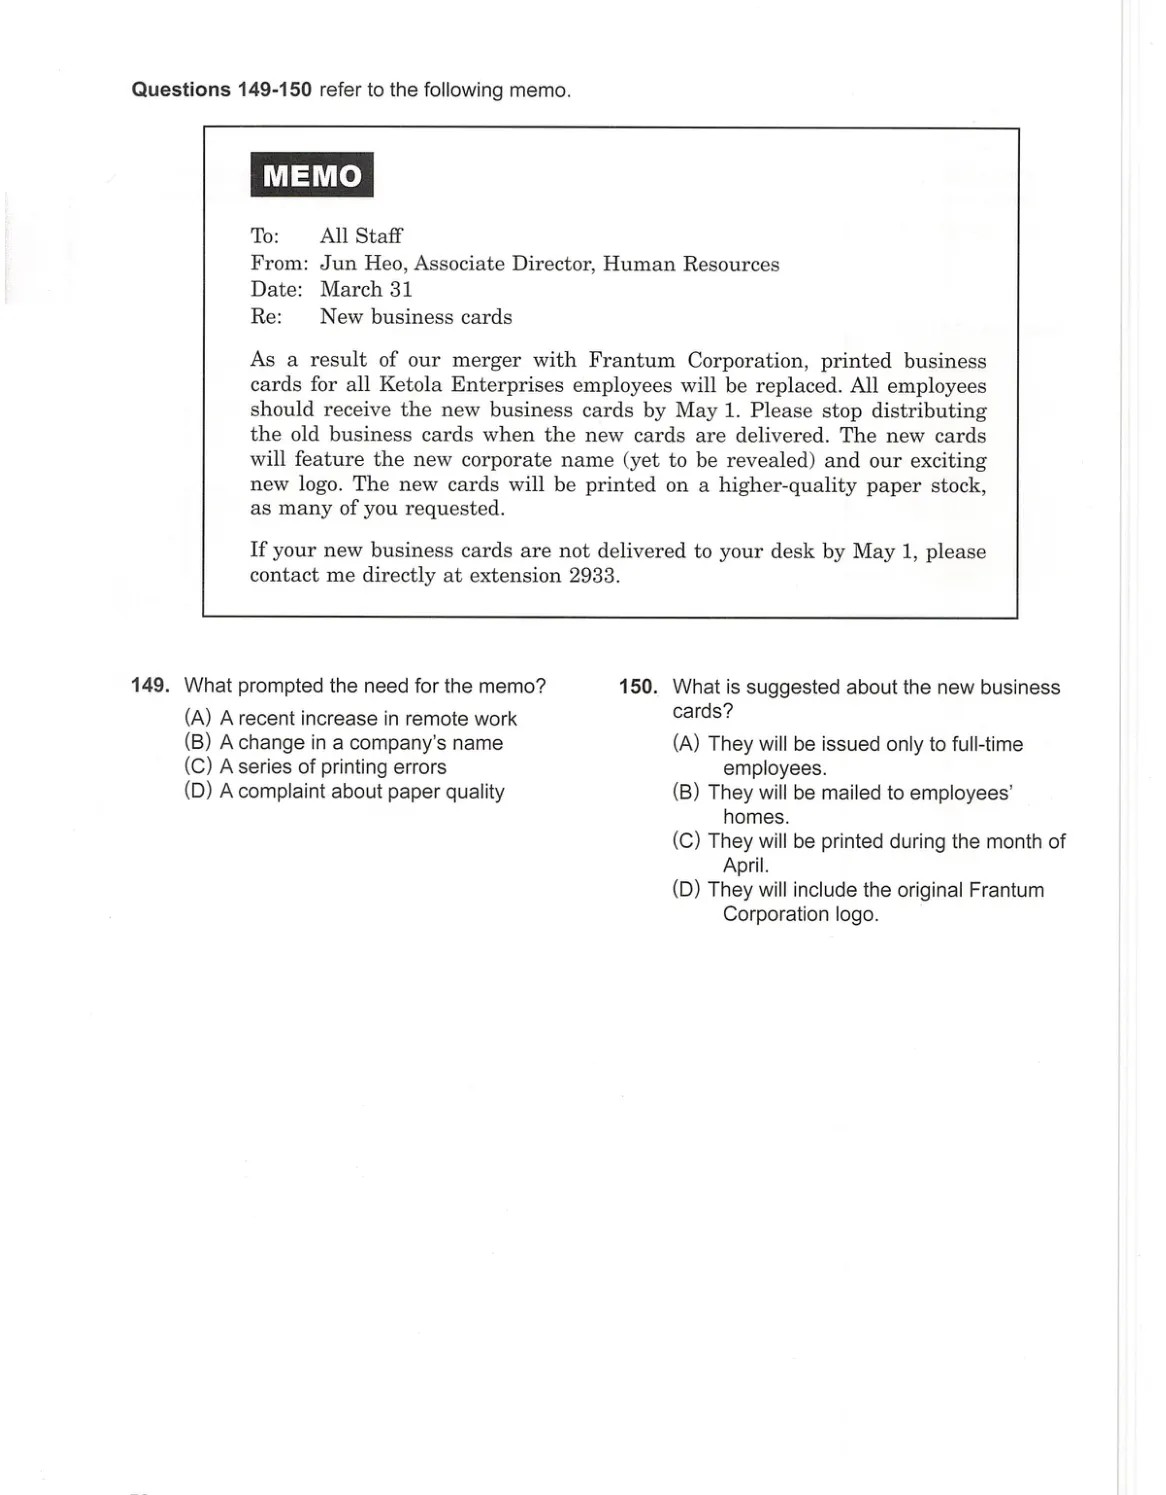 Questions 149-150 refer to the following memo.
MEMO
To: All Staff
From: Jun Heo, Associate Director, Human Resources
Date: March 31
Re: New business cards
As a result of our merger with Frantum Corporation, printed business
cards for all Ketola Enterprises employees will be replaced. All employees
should receive the new business cards by May 1. Please stop distributing
the old business cards when the new cards are delivered. The new cards
will feature the new corporate name (yet to be revealed) and our exciting
new logo. The new cards will be printed on a higher-quality paper stock,
as many of you requested.
If your new business cards are not delivered to your desk by May 1, please
contact me directly at extension 2933.
149. What prompted the need for the memo?
(A) A recent increase in remote work
(B) A change in a company's name
(C) A series of printing errors
(D) A complaint about paper quality
150. What is suggested about the new business
cards?
(A) They will be issued only to full-time
employees.
(B) They will be mailed to employees'
homes.
(C) They will be printed during the month of
April.
(D) They will include the original Frantum
Corporation logo.